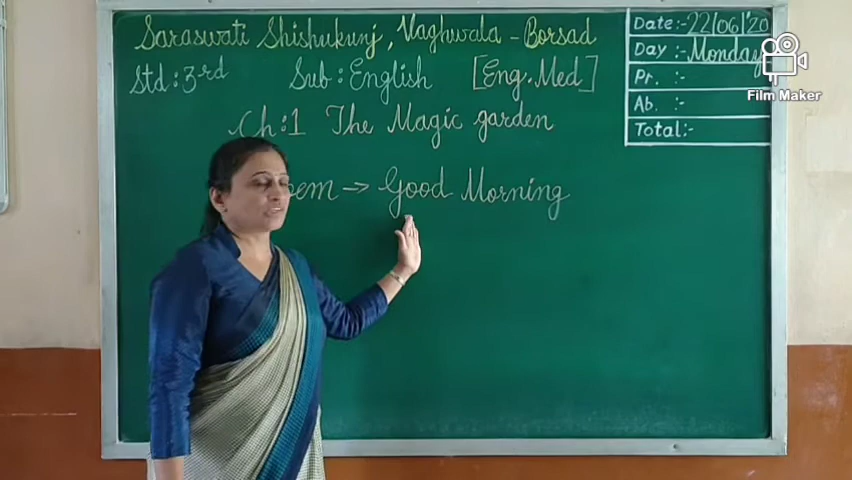 Saraswati Shishukunj, Vaghwala - Borsad
Std : 3rd Sub : English [Eng. Med]
Ch:1 The Magic garden
oem → Good Morning
Date:- 22/06/'20
Day :- Monday
Pr. :-
Ab. :-
Total:-
Film Maker